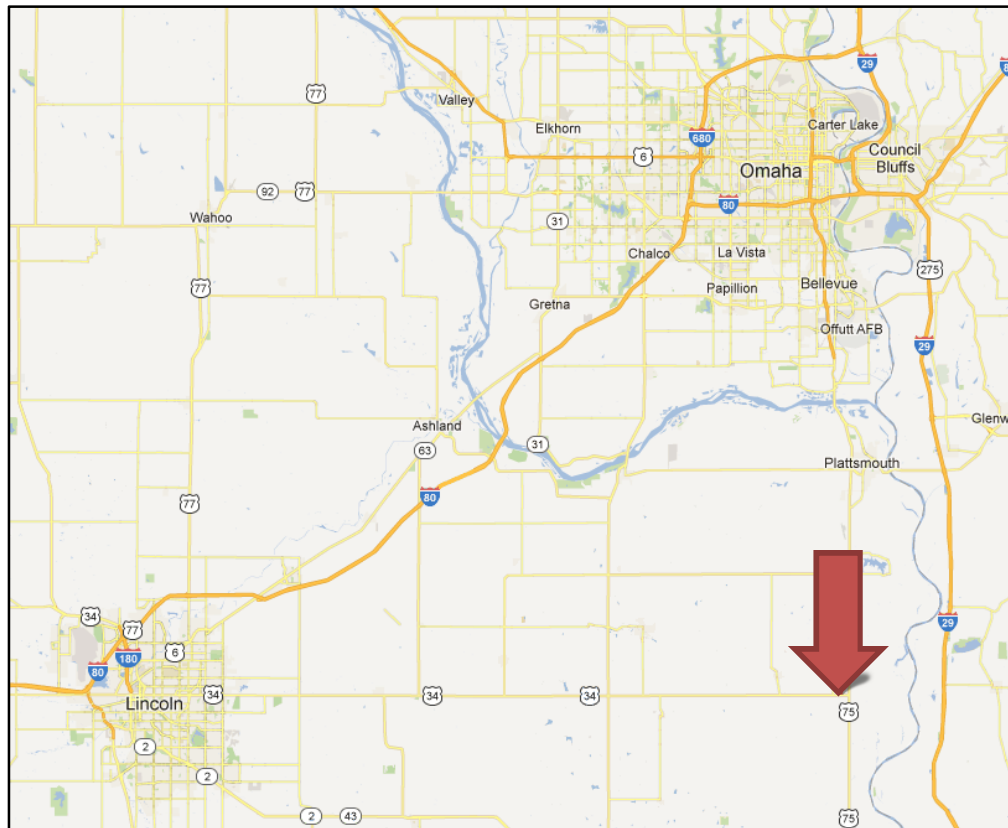 29
8
77
Valley
Carter Lake
Elkhorn
680
Council
Bluffs
6
Omaha
92
77
80
Wahoo
31
Chalco
La Vista
275
77
Papillion
Bellevue
Gretna
Offutt AFB
29
Ashland
Glenw
63
31
Plattsmouth
80
77
34
77
29
6
180
80
34
34
34
Lincoln
75
2
2
2
43
75